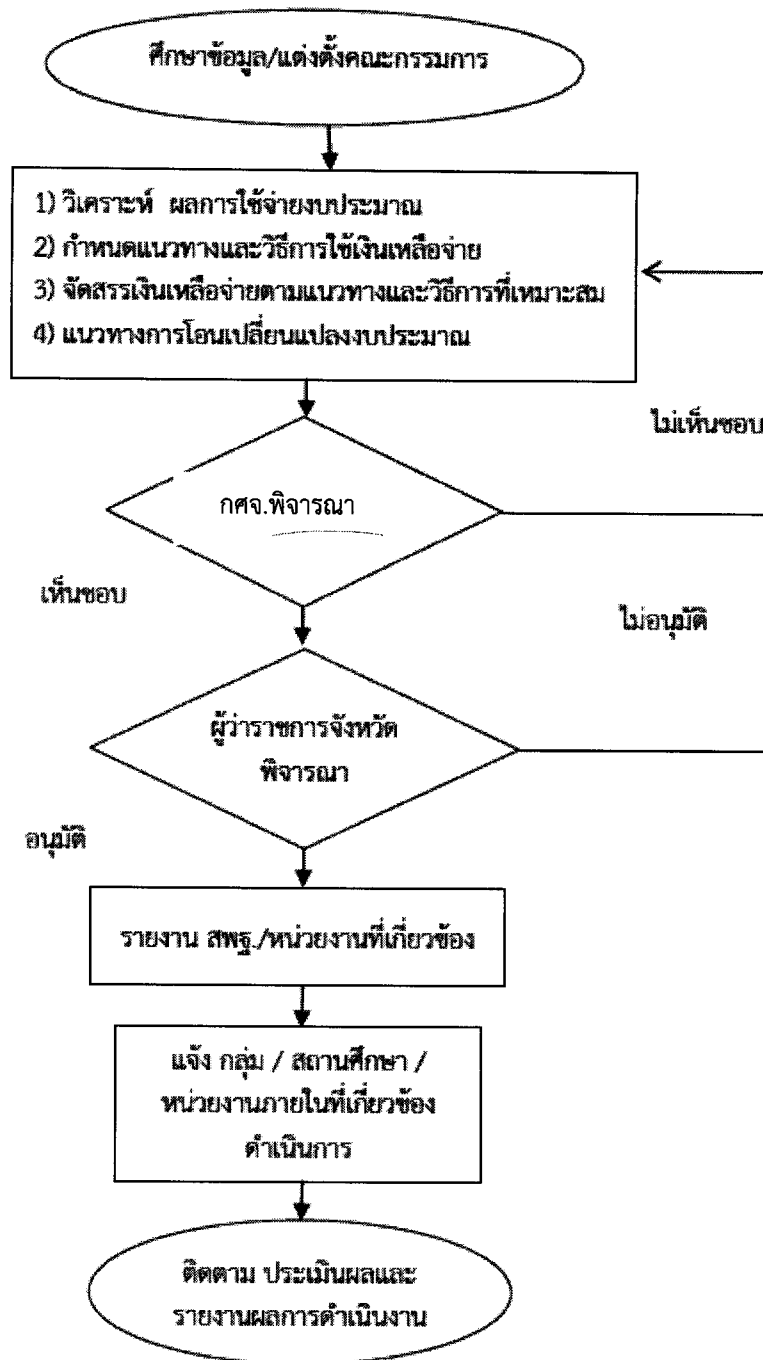 ศึกษาข้อมูล/แต่งตั้งคณะกรรมการ
1) วิเคราะห์ ผลการใช้จ่ายงบประมาณ
2) กำหนดแนวทางและวิธีการใช้เงินเหลือจ่าย
3) จัดสรรเงินเหลือจ่ายตามแนวทางและวิธีการที่เหมาะสม
4) แนวทางการโอนเปลี่ยนแปลงงบประมาณ
ไม่เห็นชอบ
กศจ.พิจารณา
เห็นชอบ
ไม่อนุมัติ
ผู้ว่าราชการจังหวัด
พิจารณา
อนุมัติ
รายงาน สพฐ./หน่วยงานที่เกี่ยวข้อง
แจ้ง กลุ่ม / สถานศึกษา /
หน่วยงานภายในที่เกี่ยวข้อง
ดำเนินการ
ติดตาม ประเมินผลและ
รายงานผลการดำเนินงาน